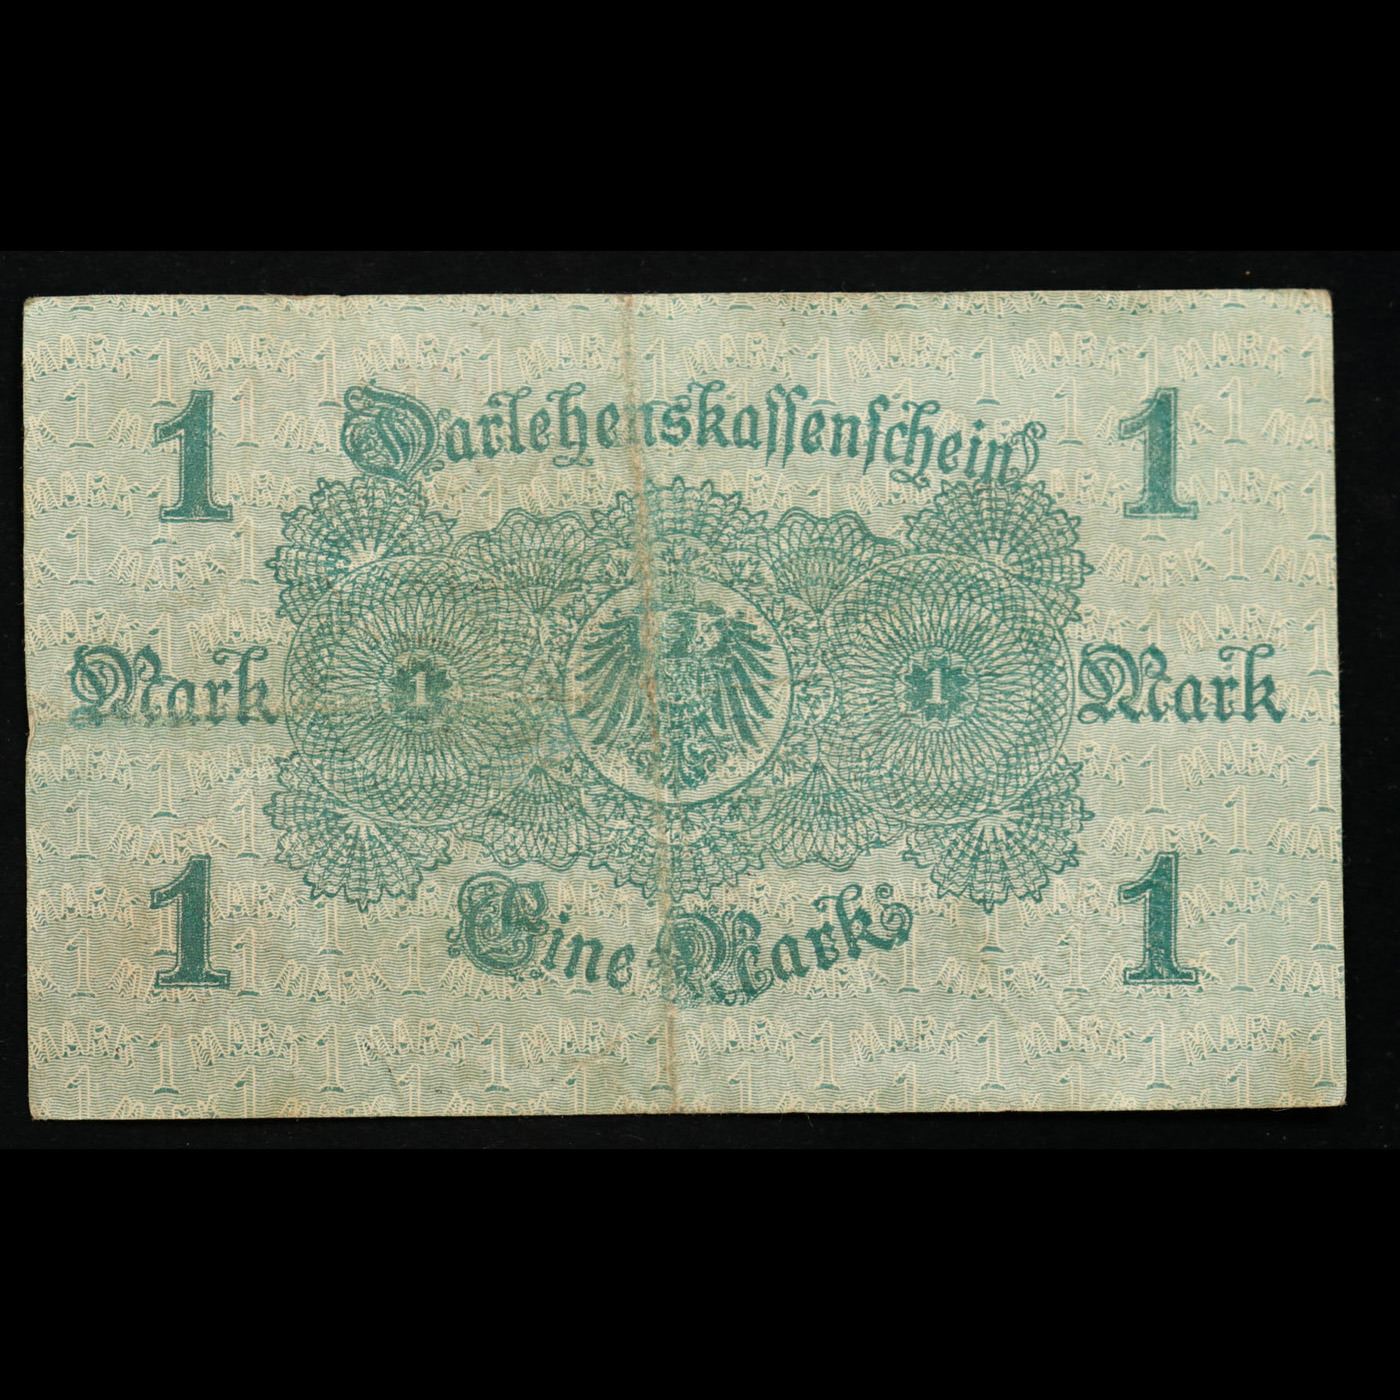 1 Darlehenskassenschein 1
Mark 1 1 Mark
1 Eine Mark 1